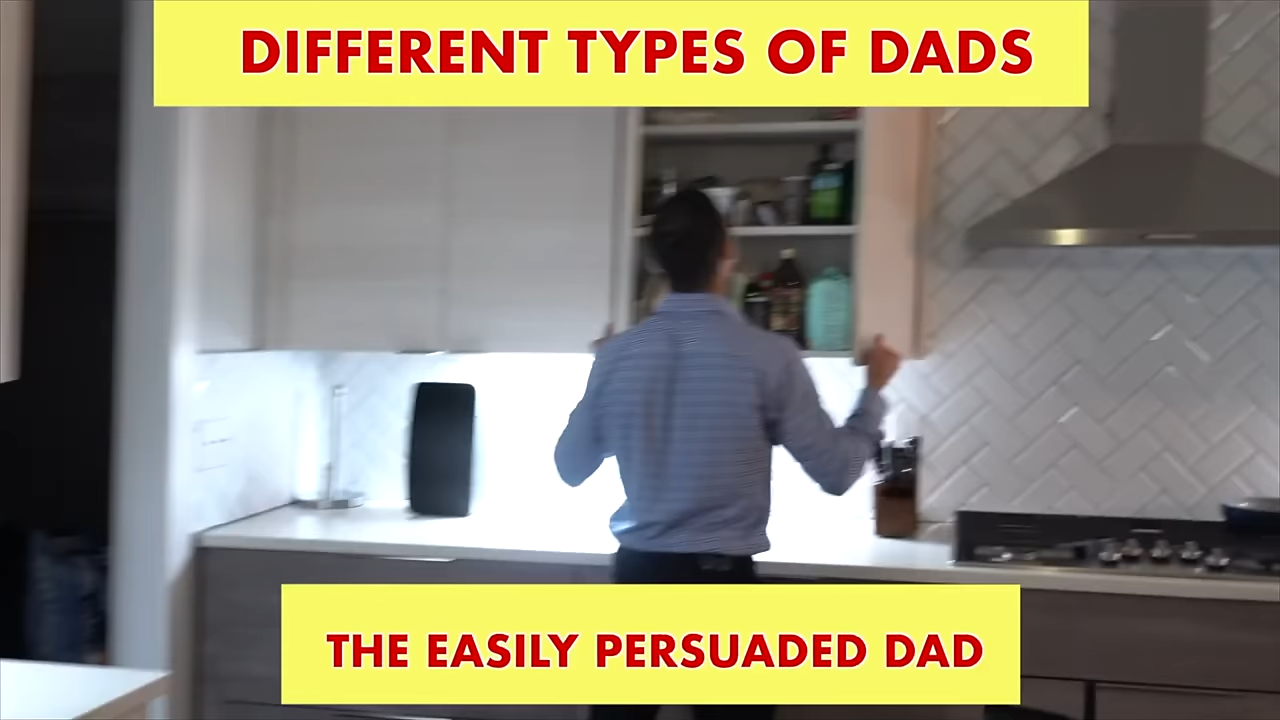 DIFFERENT TYPES OF DADS
THE EASILY PERSUADED DAD